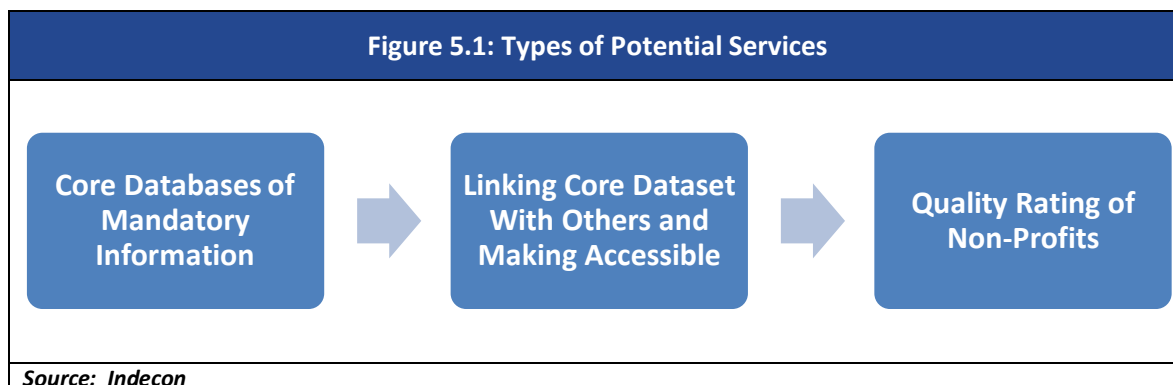 Figure 5.1: Types of Potential Services
Core Databases of
Mandatory
Information
Linking Core Dataset
With Others and
Making Accessible
Quality Rating of
Non-Profits
Source: Indecon